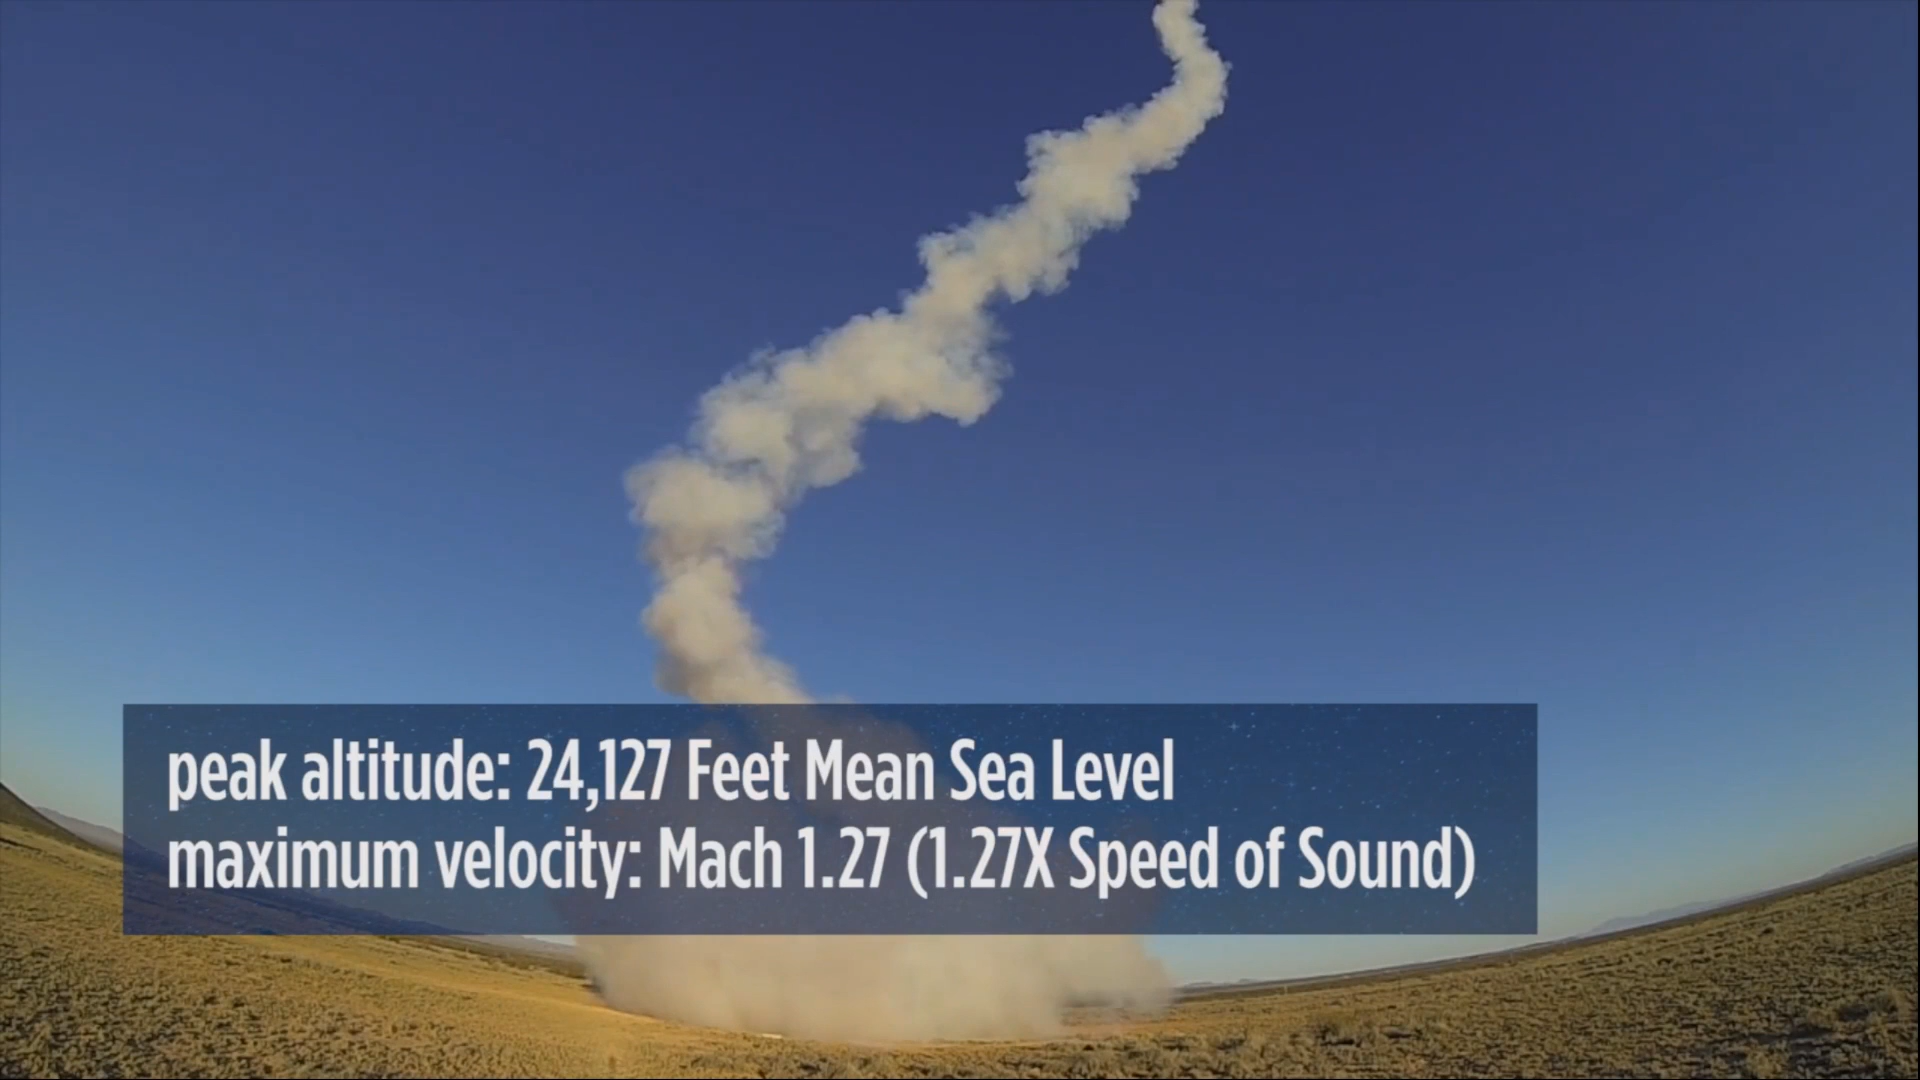 peak altitude: 24,127 Feet Mean Sea Level
maximum velocity: Mach 1.27 (1.27X Speed of Sound)